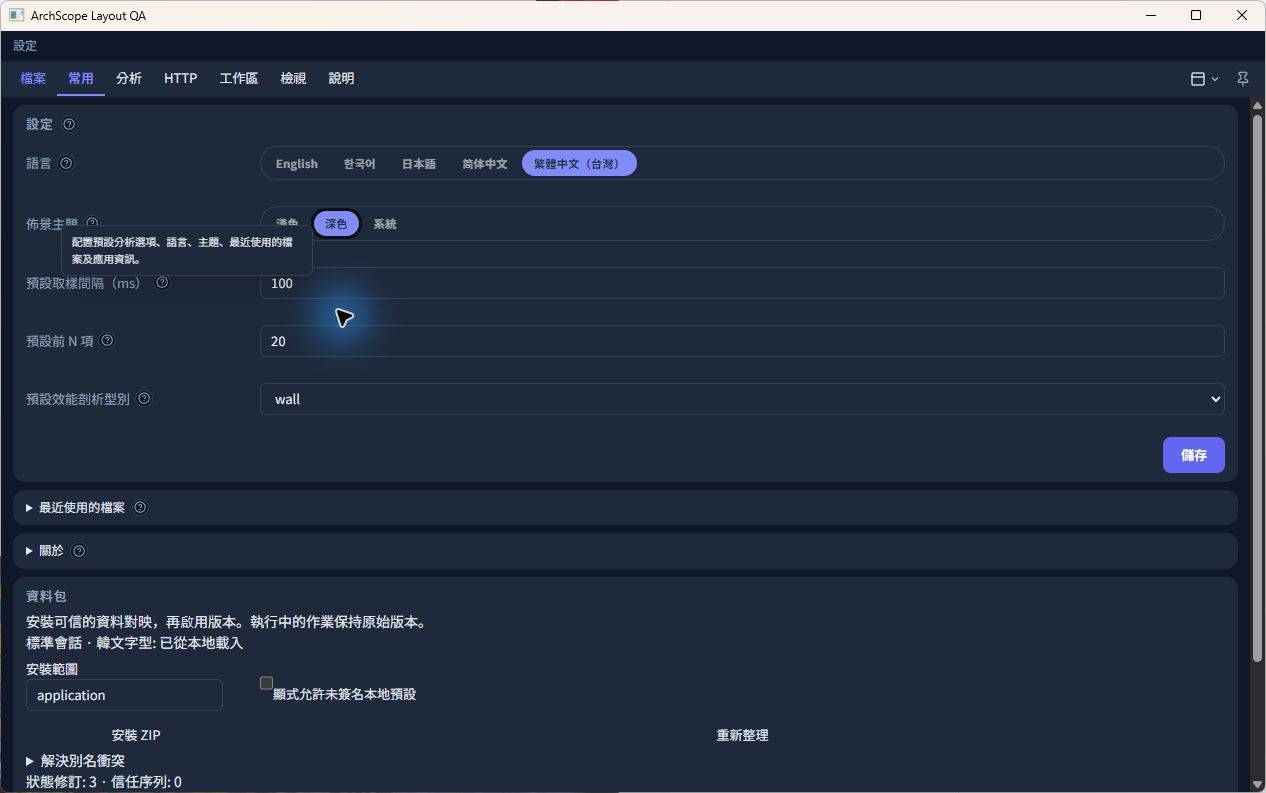 ArchScope Layout QA
設定
檔案 常用 分析 HTTP 工作區 檢視 說明
設定
語言 English 한국어 日本語 简体中文 繁體中文（台灣）
佈景主題 淺色 深色 系統
配置預設分析選項、語言、主題、最近使用的檔
案及應用資訊。
預設取樣間隔（ms） 100
預設前 N 項 20
預設效能剖析型別 wall
儲存
最近使用的檔案
關於
資料包
安裝可信的資料對映，再啟用版本。執行中的作業保持原始版本。
標準會話 · 韓文字型: 已從本地載入
安裝範圍
application
顯式允許未簽名本地預設
安裝 ZIP 重新整理
解決別名衝突
狀態修訂: 3 · 信任序列: 0